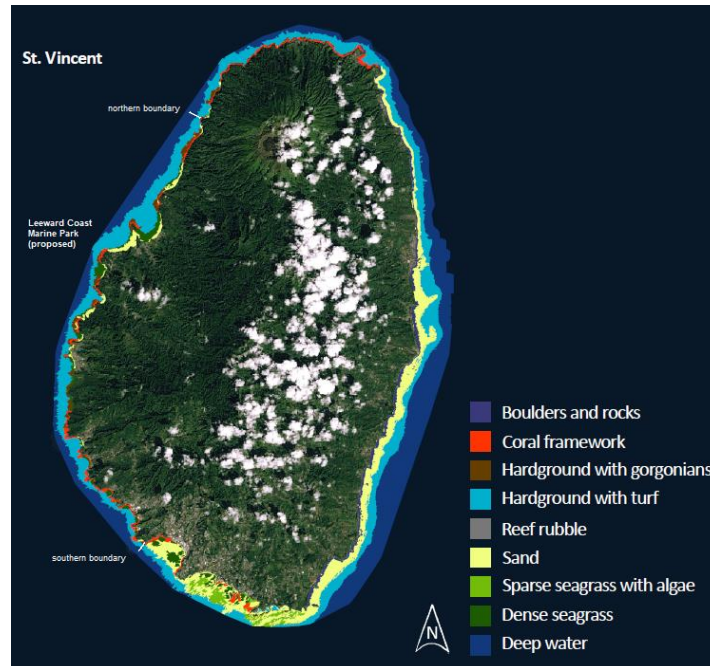 St. Vincent
northern boundary
Leeward Coast
Marine Park
(proposed)
southern boundary
Boulders and rocks
Coral framework
Hardground with gorgonians
Hardground with turf
Reef rubble
Sand
Sparse seagrass with algae
Dense seagrass
Deep water
N